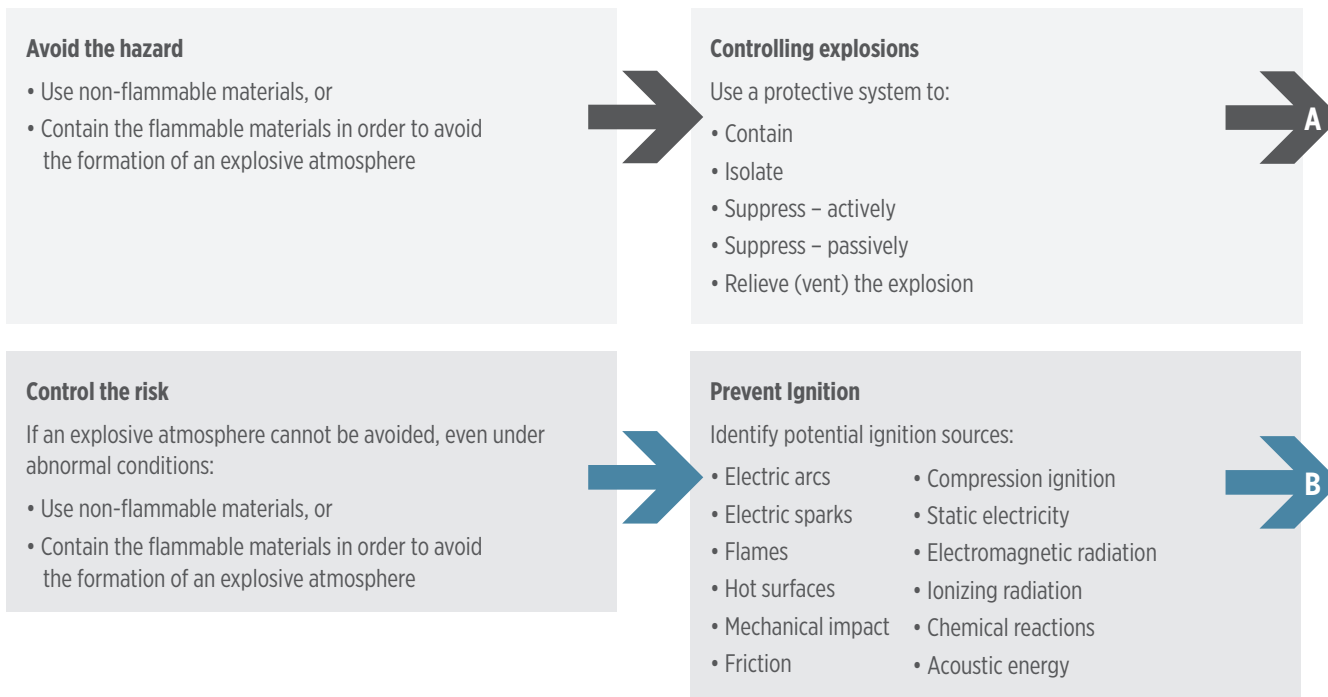 Avoid the hazard
• Use non-flammable materials, or
• Contain the flammable materials in order to avoid
the formation of an explosive atmosphere
Controlling explosions
Use a protective system to:
• Contain
• Isolate
• Suppress – actively
• Suppress – passively
• Relieve (vent) the explosion
A
Control the risk
If an explosive atmosphere cannot be avoided, even under
abnormal conditions:
• Use non-flammable materials, or
• Contain the flammable materials in order to avoid
the formation of an explosive atmosphere
Prevent Ignition
Identify potential ignition sources:
• Electric arcs
• Electric sparks
• Flames
• Hot surfaces
• Mechanical impact
• Friction
• Compression ignition
• Static electricity
• Electromagnetic radiation
• Ionizing radiation
• Chemical reactions
• Acoustic energy
B